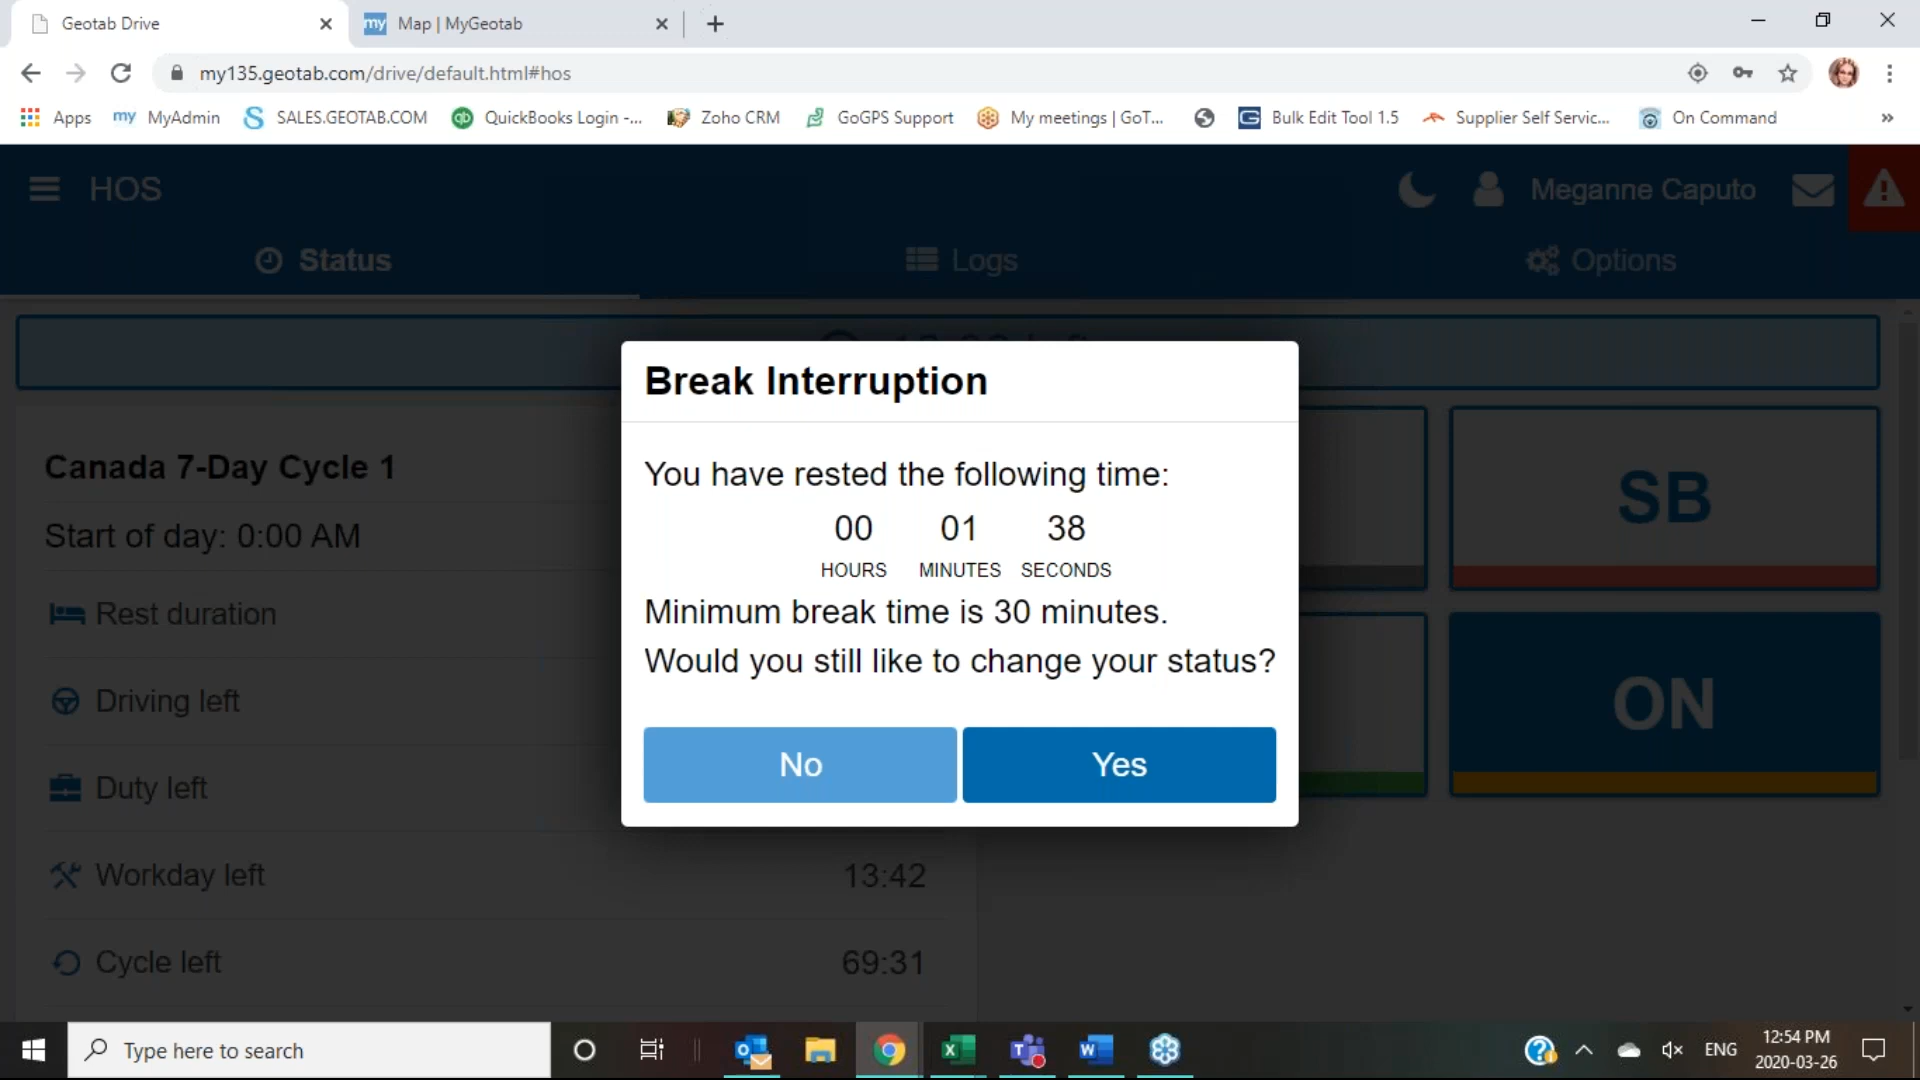 Geotab Drive
my Map | MyGeotab
my135.geotab.com/drive/default.html#hos
Apps my MyAdmin SALES.GEOTAB.COM qb QuickBooks Login -... Zoho CRM GoGPS Support My meetings | GoT... Bulk Edit Tool 1.5 Supplier Self Servic... On Command »
HOS Meganne Caputo
Status Logs Options
Break Interruption
You have rested the following time:
00 01 38
HOURS MINUTES SECONDS
Minimum break time is 30 minutes.
Would you still like to change your status?
No Yes
Canada 7-Day Cycle 1
Start of day: 0:00 AM
Rest duration
Driving left
Duty left
Workday left 13:42
Cycle left 69:31
SB
ON
Type here to search
ENG
12:54 PM
2020-03-26